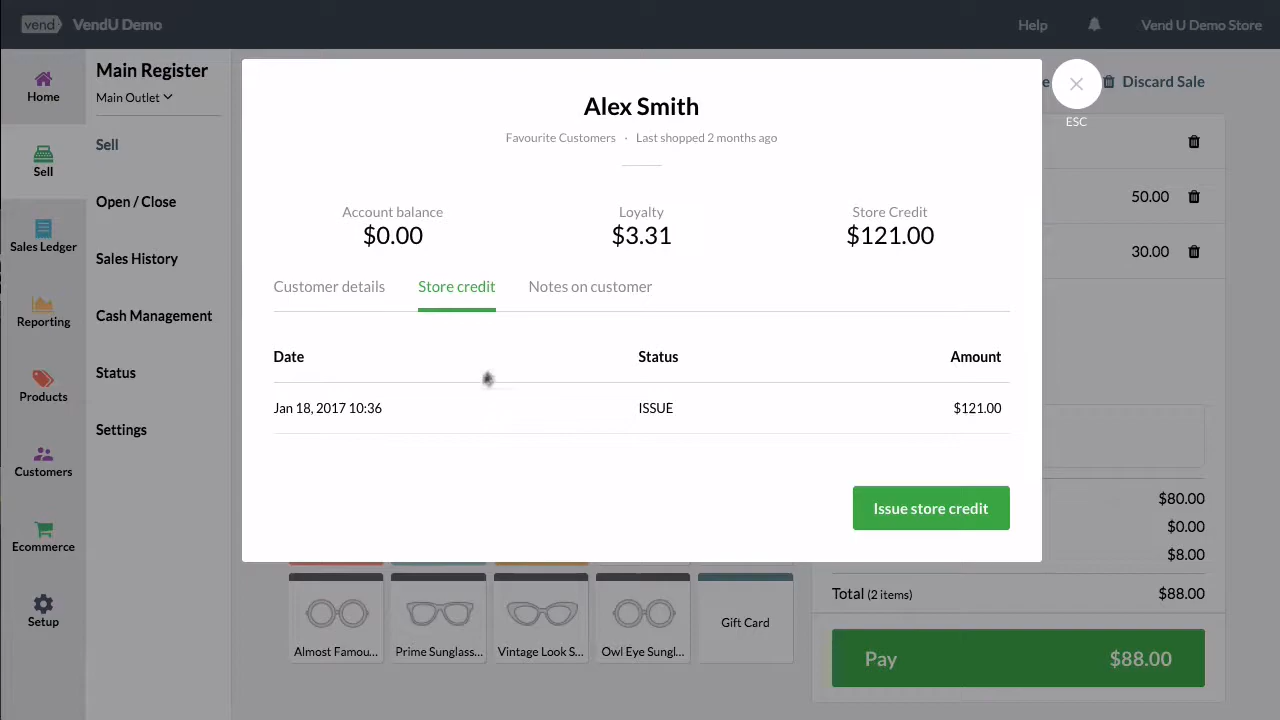 vend VendU Demo
Help
Vend U Demo Store
Home
Sell
Sales Ledger
Reporting
Products
Customers
Ecommerce
Setup
Main Register
Main Outlet
Sell
Open / Close
Sales History
Cash Management
Status
Settings
Alex Smith
Favourite Customers · Last shopped 2 months ago
Account balance
$0.00
Loyalty
$3.31
Store Credit
$121.00
Customer details
Store credit
Notes on customer
Date Status Amount
Jan 18, 2017 10:36 ISSUE $121.00
Issue store credit
ESC
Discard Sale
50.00
30.00
$80.00
$0.00
$8.00
Total (2 items) $88.00
Pay $88.00
Almost Famou...
Prime Sunglass...
Vintage Look S...
Owl Eye Sungl...
Gift Card